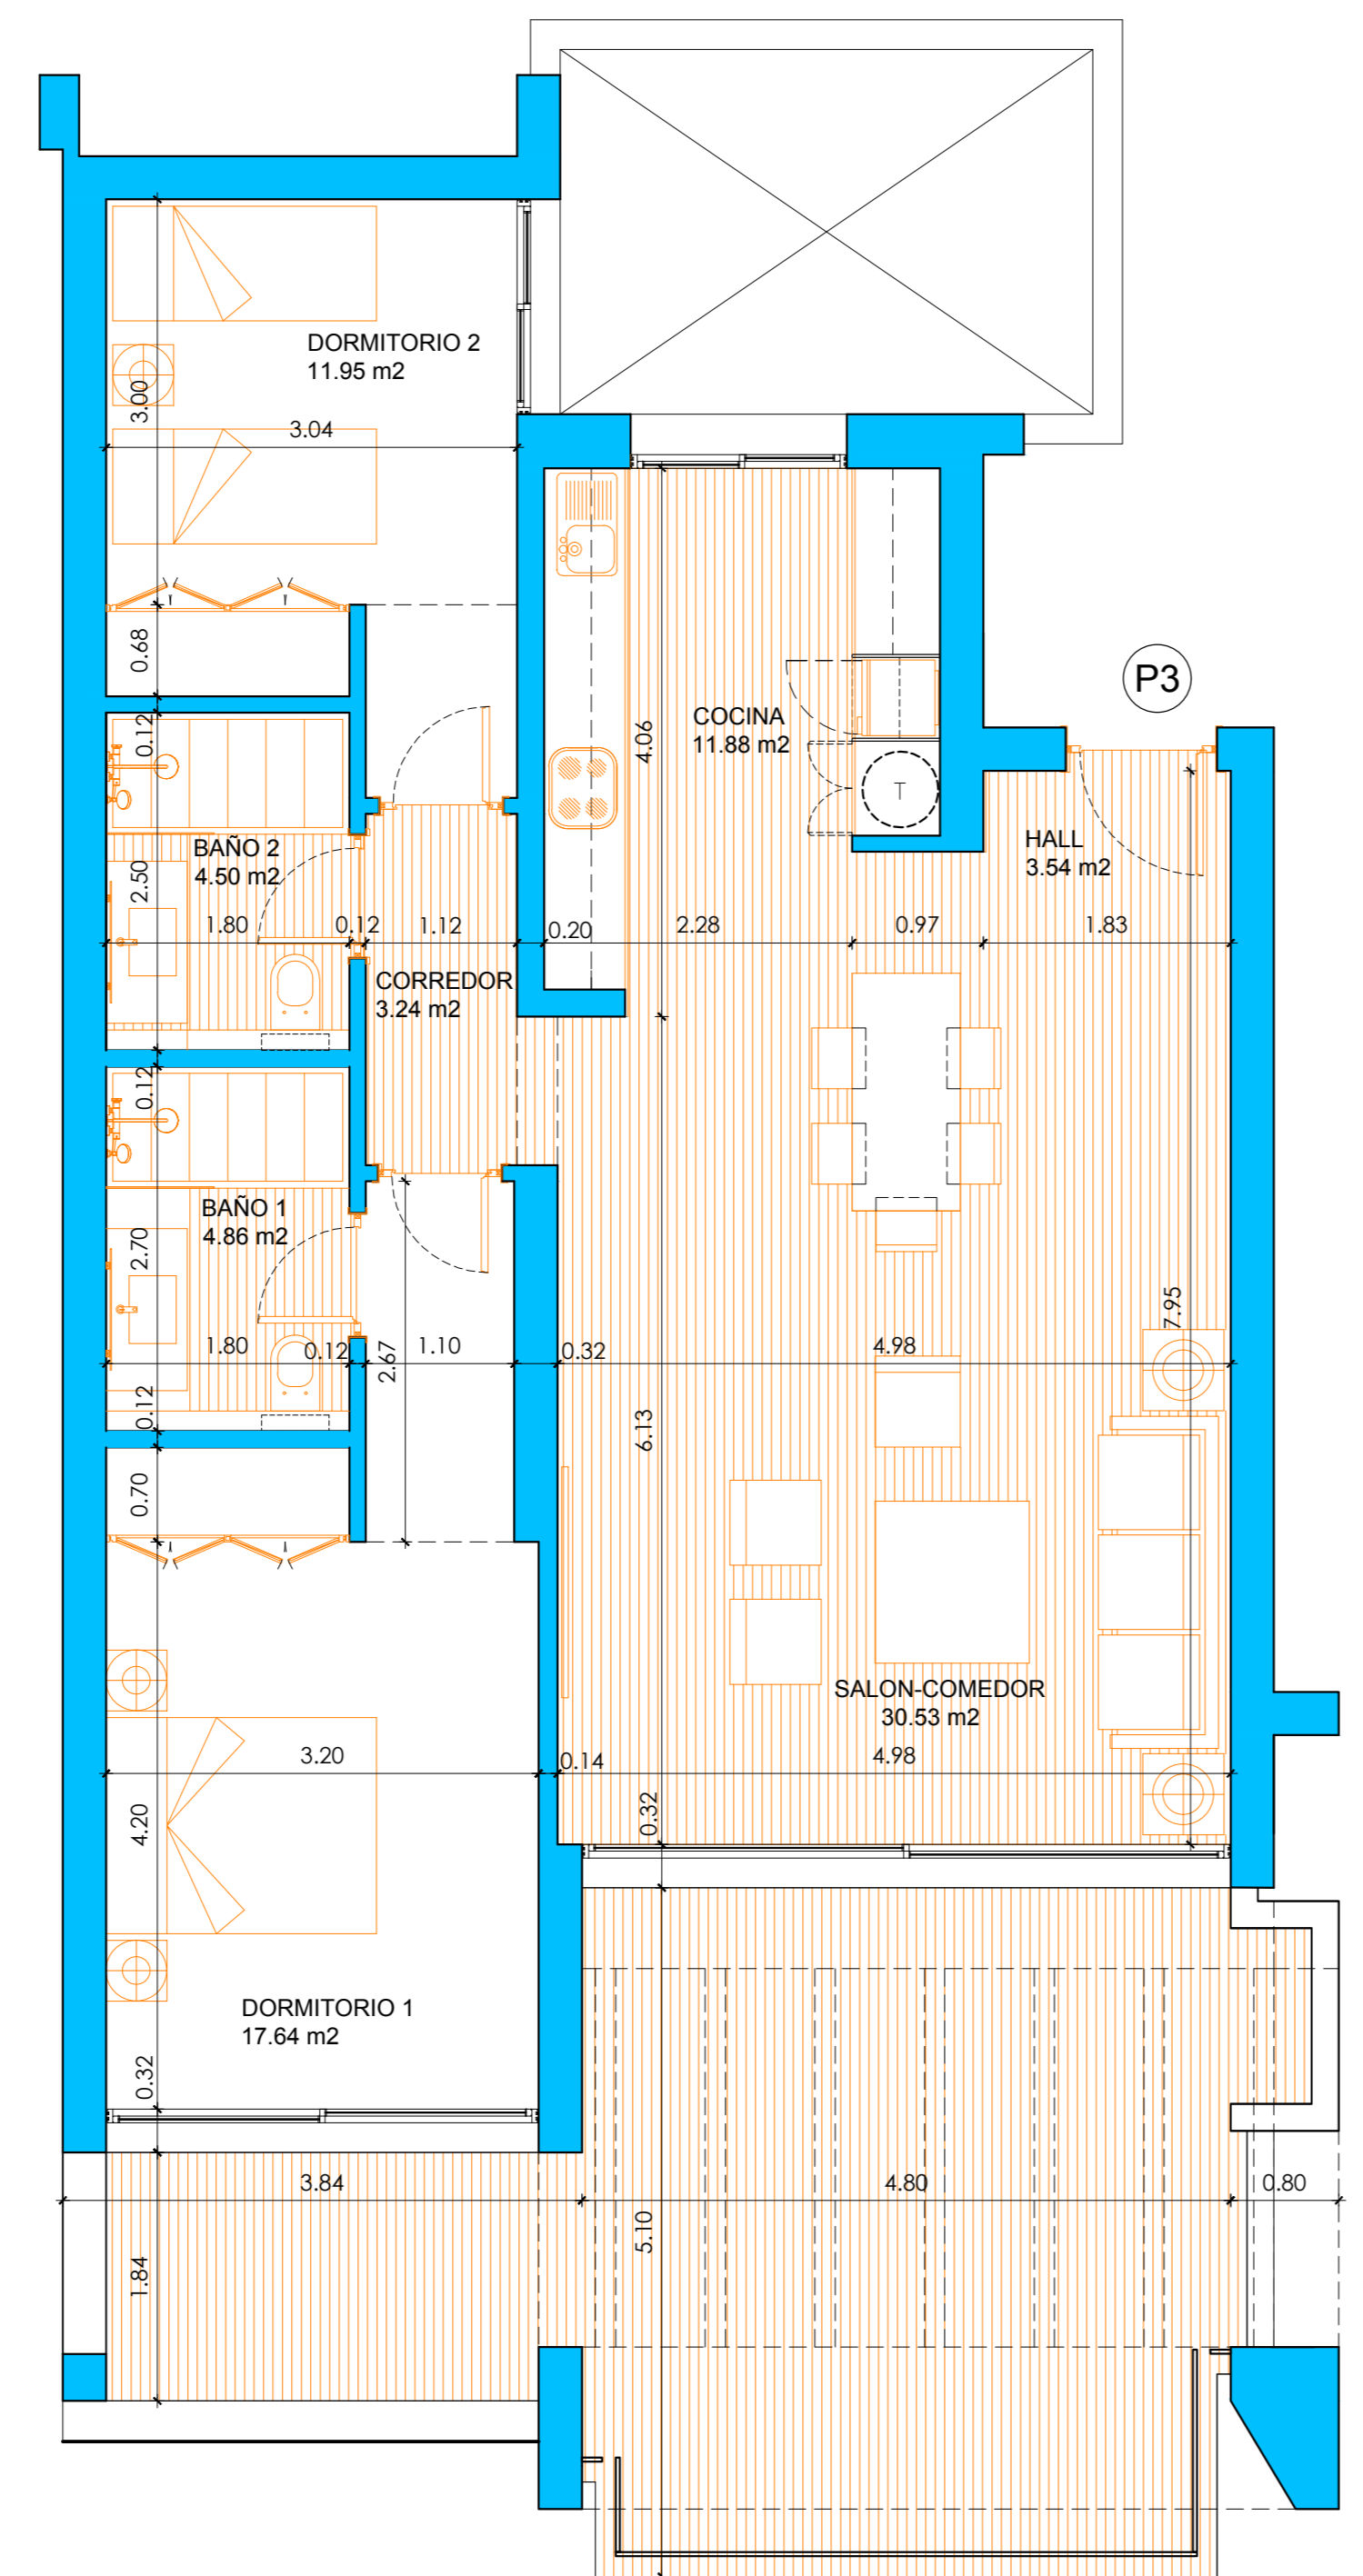 DORMITORIO 2
11.95 m2
3.00
3.04
0.68
P3
COCINA
11.88 m2
4.06
0.12
HALL
3.54 m2
BAÑO 2
4.50 m2
2.50
1.80
0.12
1.12
0.20
2.28
0.97
1.83
CORREDOR
3.24 m2
0.12
BAÑO 1
4.86 m2
2.70
7.95
1.80
0.12
2.67
1.10
0.32
4.98
0.12
6.13
0.70
T
SALON-COMEDOR
30.53 m2
3.20
0.14
4.98
4.20
0.32
DORMITORIO 1
17.64 m2
0.32
3.84
4.80
0.80
5.10
1.84